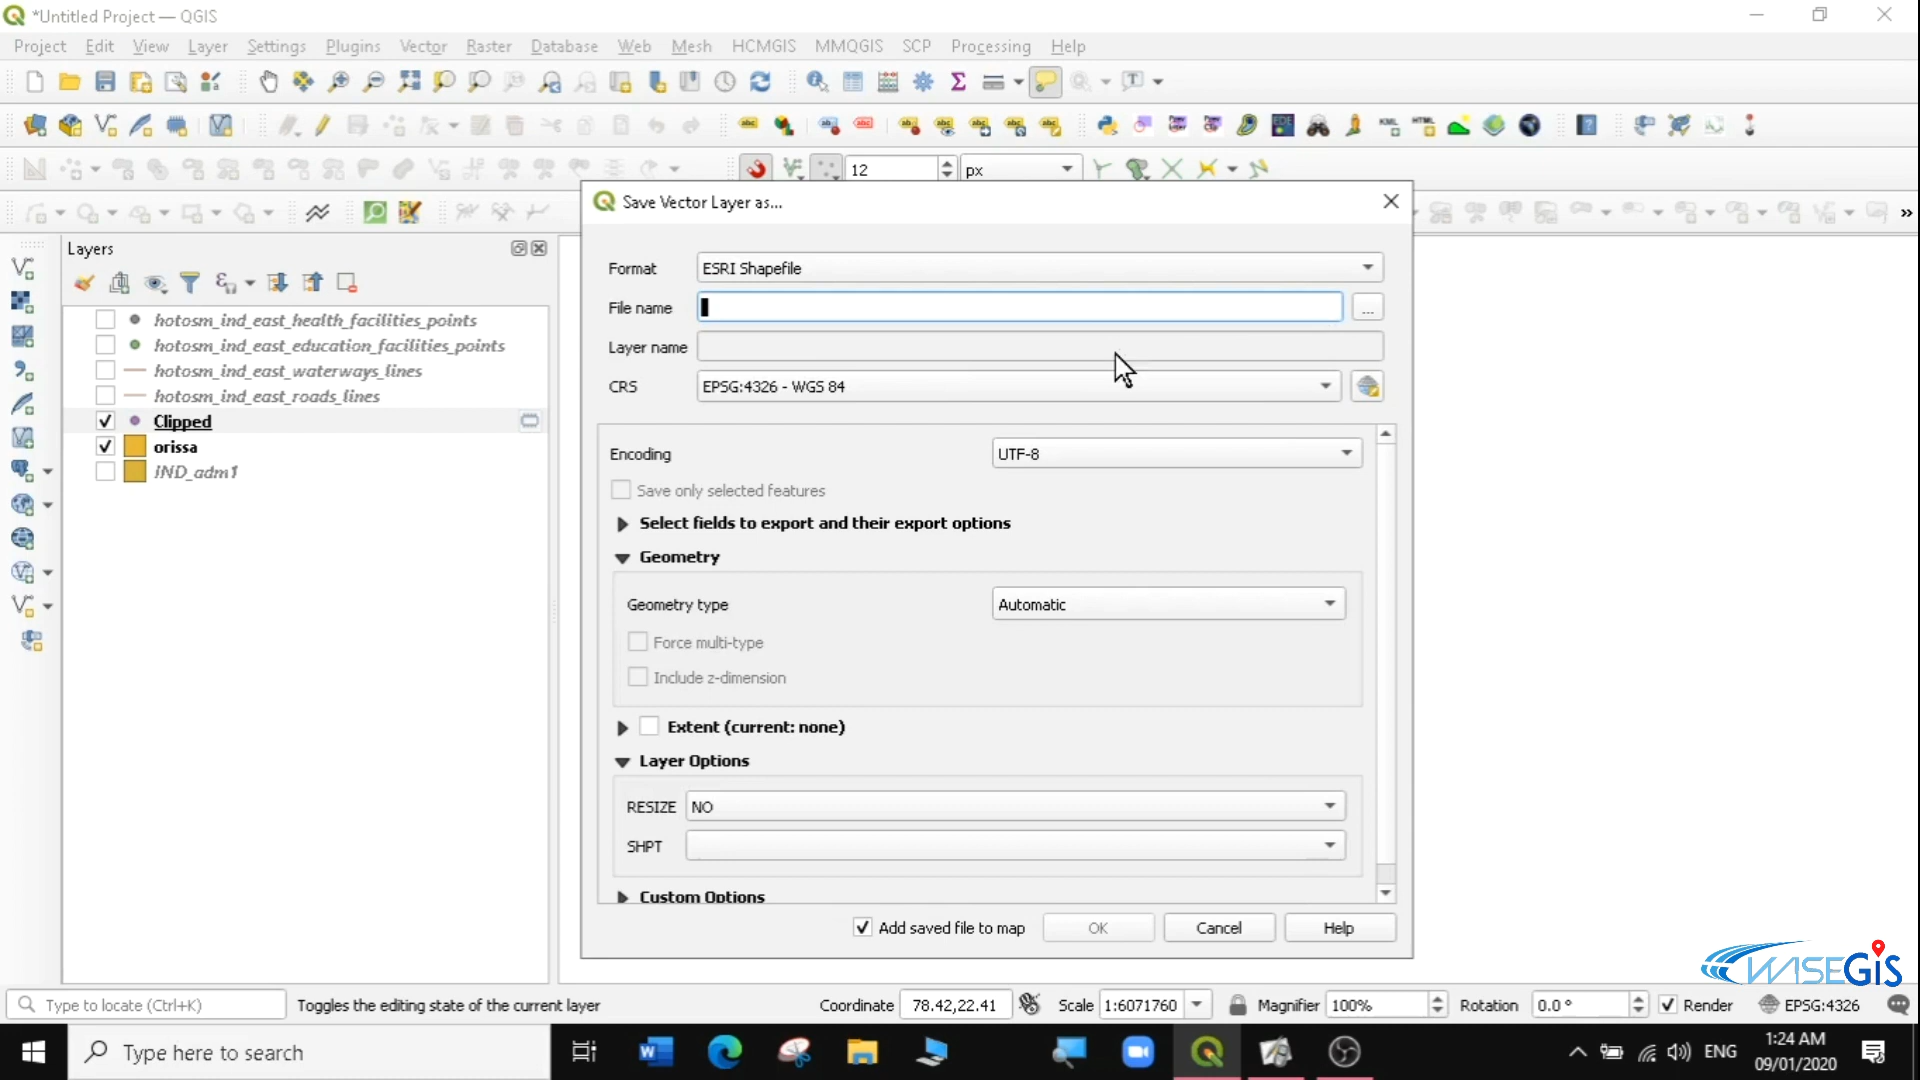 *Untitled Project — QGIS
Project Edit View Layer Settings Plugins Vector Raster Database Web Mesh HCMGIS MMQGIS SCP Processing Help
12 px
Save Vector Layer as...
Layers
hotosm_ind_east_health_facilities_points
hotosm_ind_east_education_facilities_points
hotosm_ind_east_waterways_lines
hotosm_ind_east_roads_lines
Clipped
orissa
IND_adm1
Format ESRI Shapefile
File name ...
Layer name
CRS EPSG:4326 - WGS 84
Encoding UTF-8
Save only selected features
Select fields to export and their export options
Geometry
Geometry type Automatic
Force multi-type
Include z-dimension
Extent (current: none)
Layer Options
RESIZE NO
SHPT
Custom Options
Add saved file to map OK Cancel Help
WASEGIS
Type to locate (Ctrl+K) Toggles the editing state of the current layer Coordinate 78.42,22.41 Scale 1:6071760 Magnifier 100% Rotation 0.0 ° Render EPSG:4326
Type here to search ENG 1:24 AM
09/01/2020